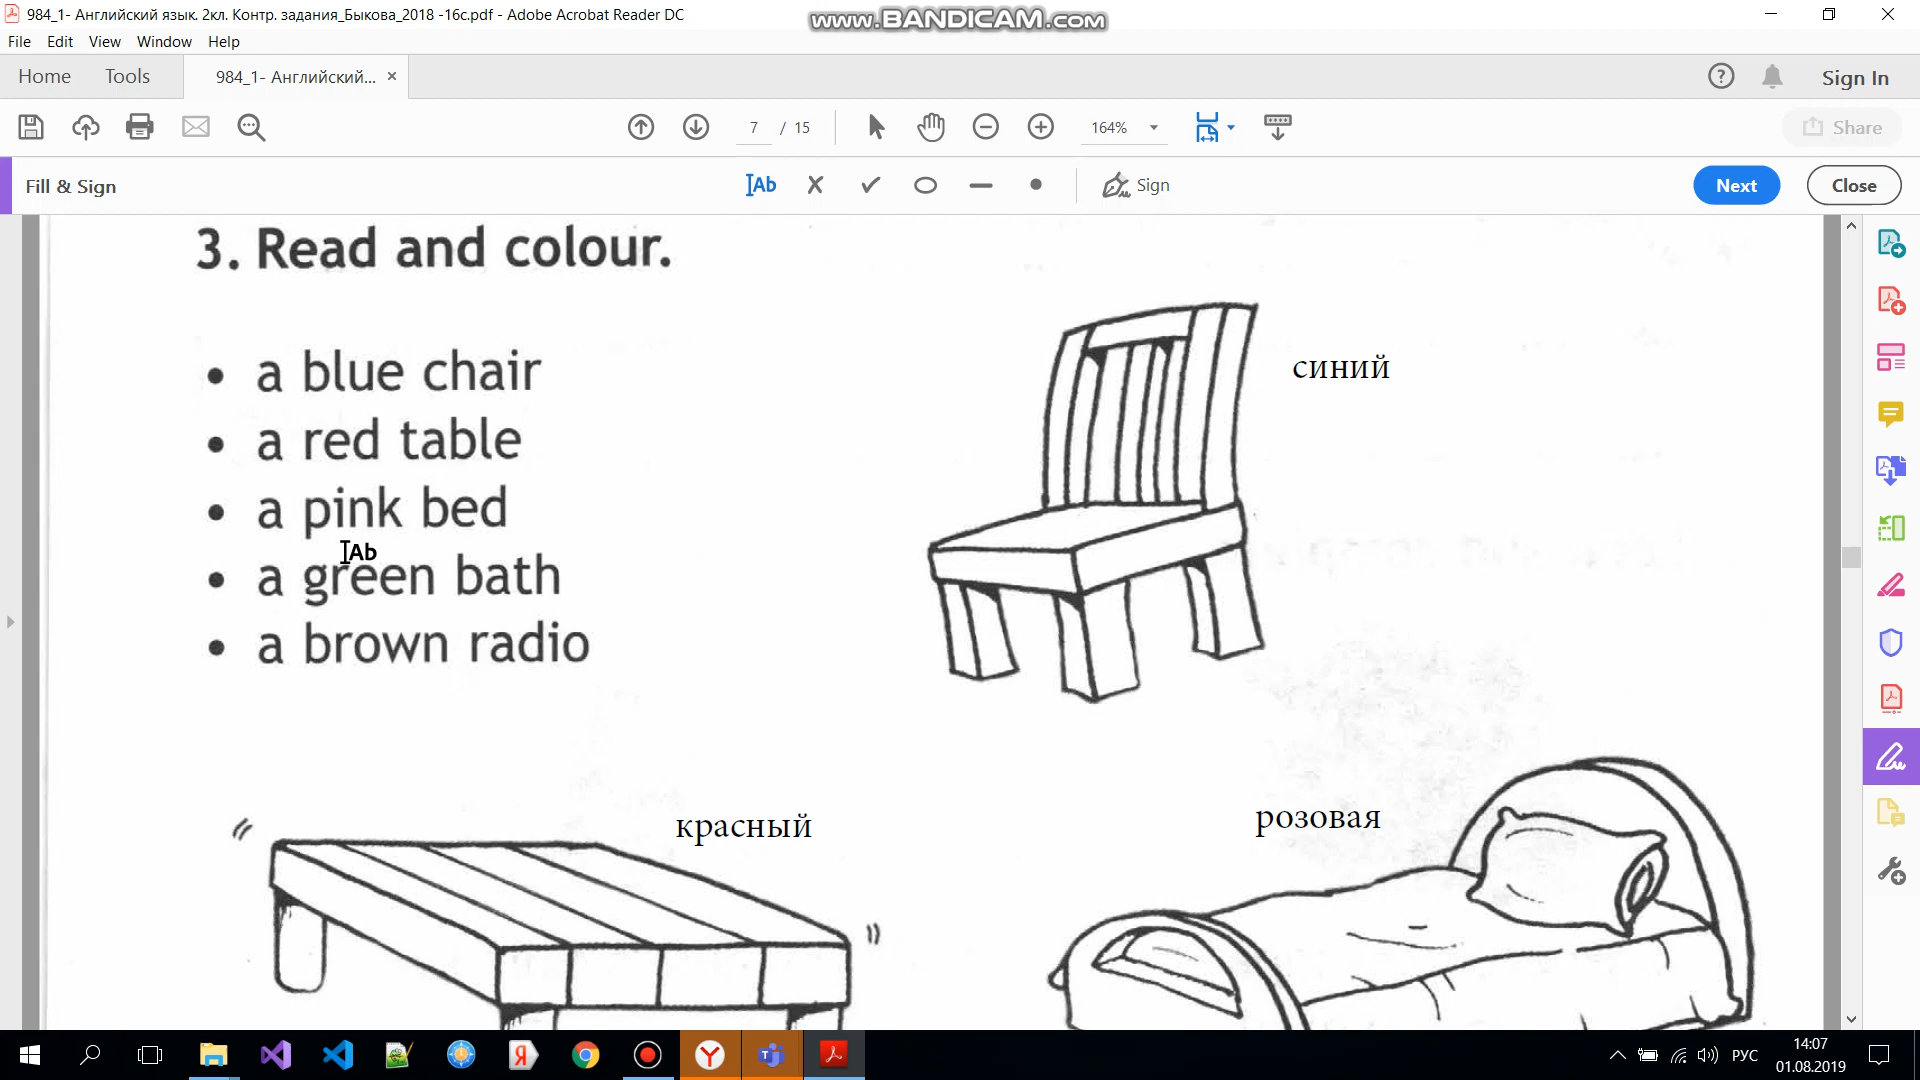 984_1- Английский язык. 2кл. Контр. задания_Быкова_2018 -16с.pdf - Adobe Acrobat Reader DC
www.BANDICAM.com
File Edit View Window Help
Home Tools 984_1- Английский... × Sign In
7 / 15 164% Share
Fill & Sign Ab Sign Next Close
3. Read and colour.
• a blue chair
синий
• a red table
• a pink bed
Ab
• a green bath
• a brown radio
красный
розовая
РУС 14:07
01.08.2019